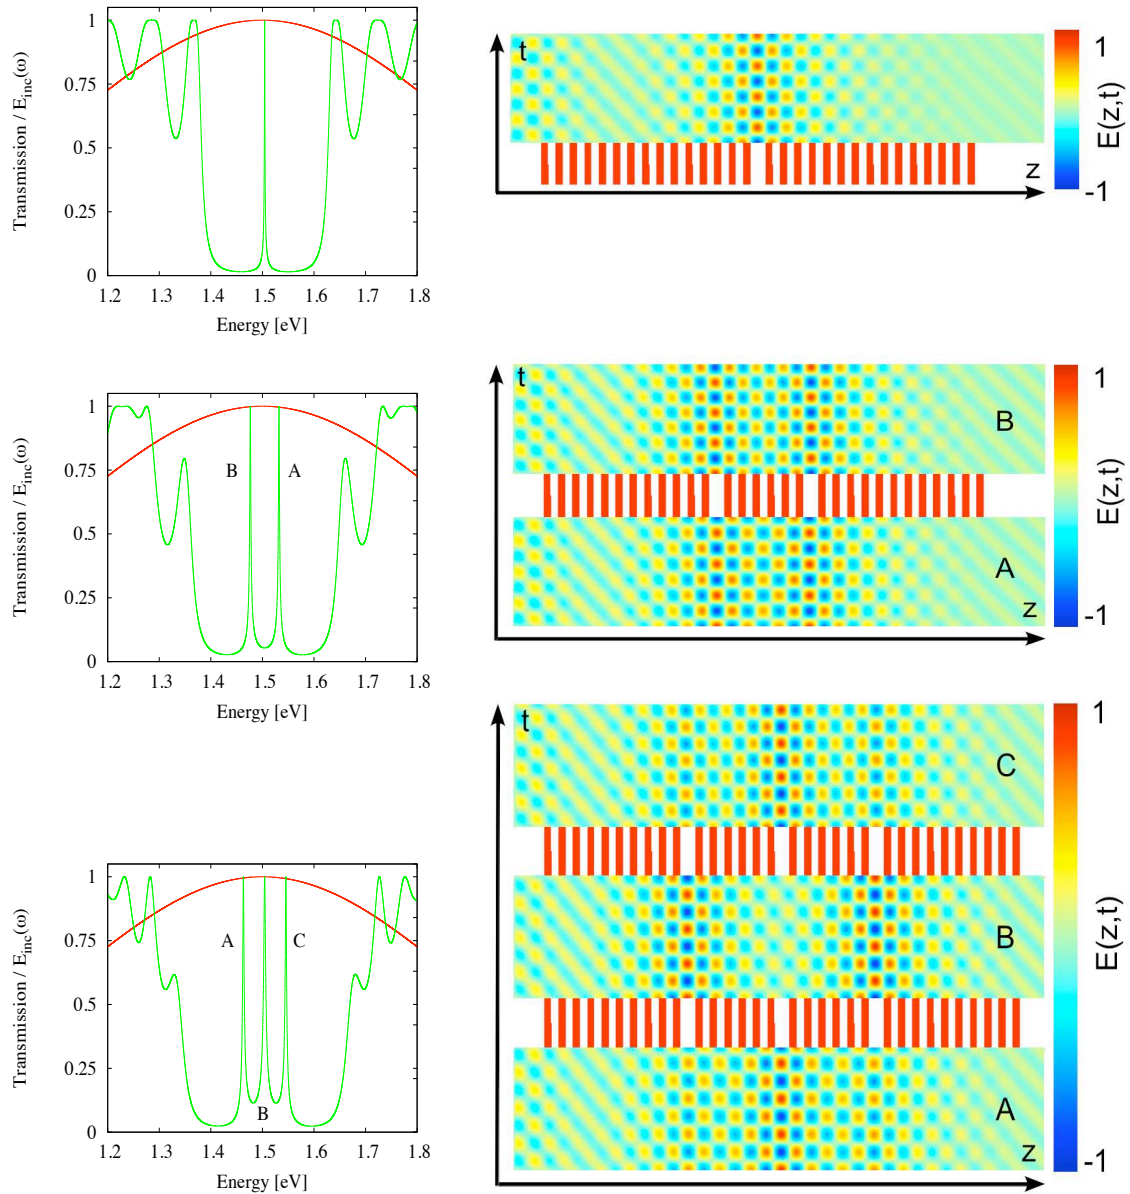 1
0.75
0.5
0.25
0
1.2 1.3 1.4 1.5 1.6 1.7 1.8
Transmission / E_inc(ω)
Energy [eV]
t
z
1
-1
E(z,t)
1
0.75
0.5
0.25
0
1.2 1.3 1.4 1.5 1.6 1.7 1.8
B A
Transmission / E_inc(ω)
Energy [eV]
t
B
A
z
1
-1
E(z,t)
1
0.75
0.5
0.25
0
1.2 1.3 1.4 1.5 1.6 1.7 1.8
A C
B
Transmission / E_inc(ω)
Energy [eV]
t
C
B
A
z
1
-1
E(z,t)